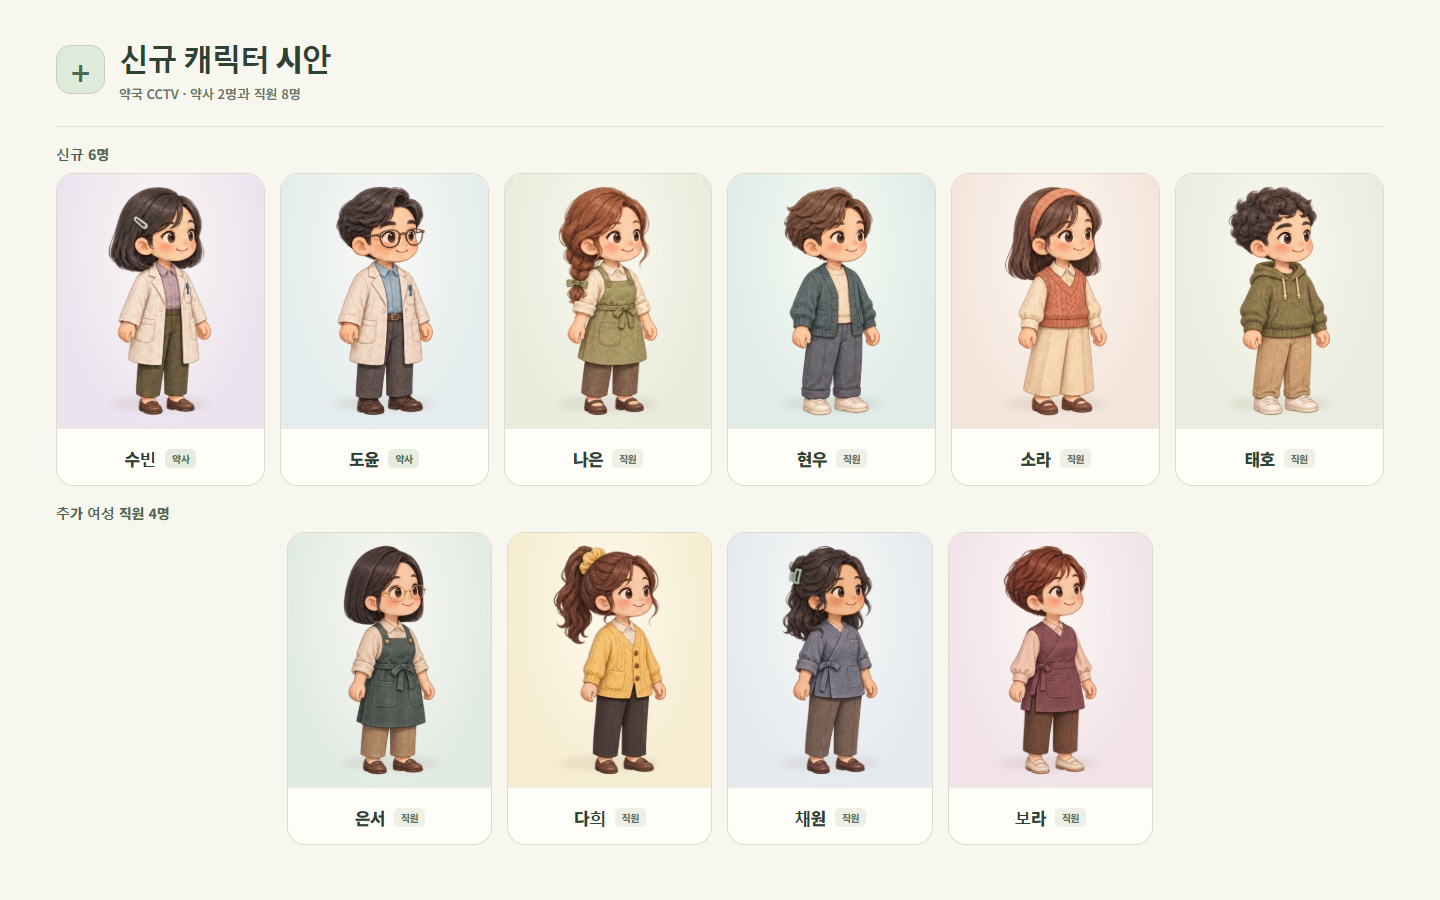 +
신규 캐릭터 시안
약국 CCTV · 약사 2명과 직원 8명
신규 6명
수빈 약사
도윤 약사
나은 직원
현우 직원
소라 직원
태호 직원
추가 여성 직원 4명
은서 직원
다희 직원
채원 직원
보라 직원